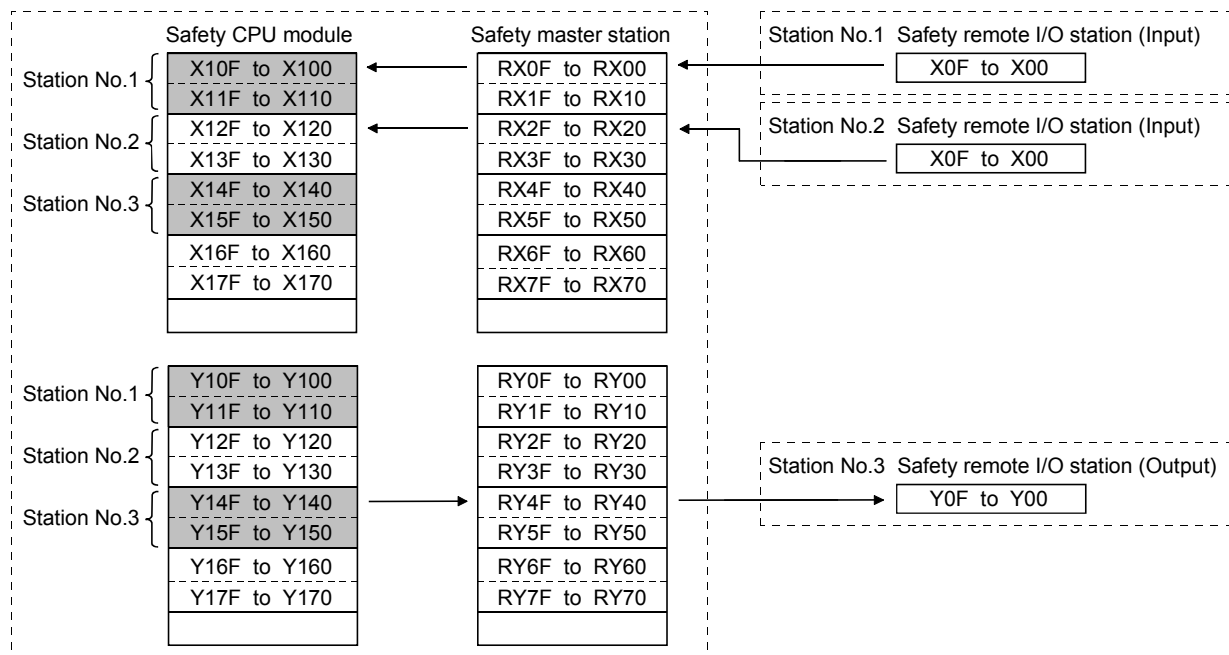 Safety CPU module
Safety master station
Station No.1 Safety remote I/O station (Input)
Station No.1
X10F to X100
RX0F to RX00
X0F to X00
X11F to X110
RX1F to RX10
Station No.2 Safety remote I/O station (Input)
Station No.2
X12F to X120
RX2F to RX20
X13F to X130
RX3F to RX30
X0F to X00
Station No.3
X14F to X140
RX4F to RX40
X15F to X150
RX5F to RX50
X16F to X160
RX6F to RX60
X17F to X170
RX7F to RX70
Station No.1
Y10F to Y100
RY0F to RY00
Y11F to Y110
RY1F to RY10
Station No.2
Y12F to Y120
RY2F to RY20
Y13F to Y130
RY3F to RY30
Station No.3 Safety remote I/O station (Output)
Station No.3
Y14F to Y140
RY4F to RY40
Y0F to Y00
Y15F to Y150
RY5F to RY50
Y16F to Y160
RY6F to RY60
Y17F to Y170
RY7F to RY70